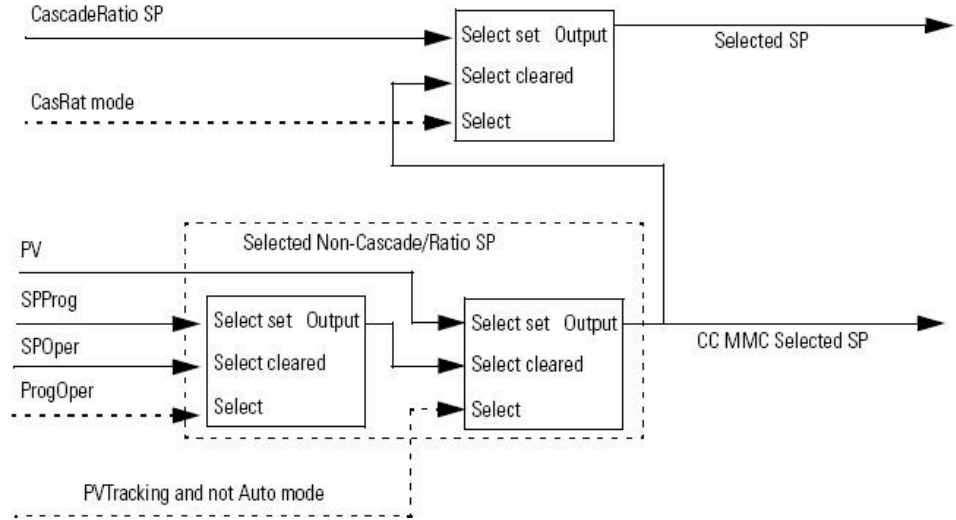 CascadeRatio SP
Select set Output
Selected SP
Select cleared
CasRat mode
Select
Selected Non-Cascade/Ratio SP
PV
SPProg
Select set Output
Select set Output
SPOper
CC MMC Selected SP
Select cleared
Select cleared
ProgOper
Select
Select
PVTracking and not Auto mode